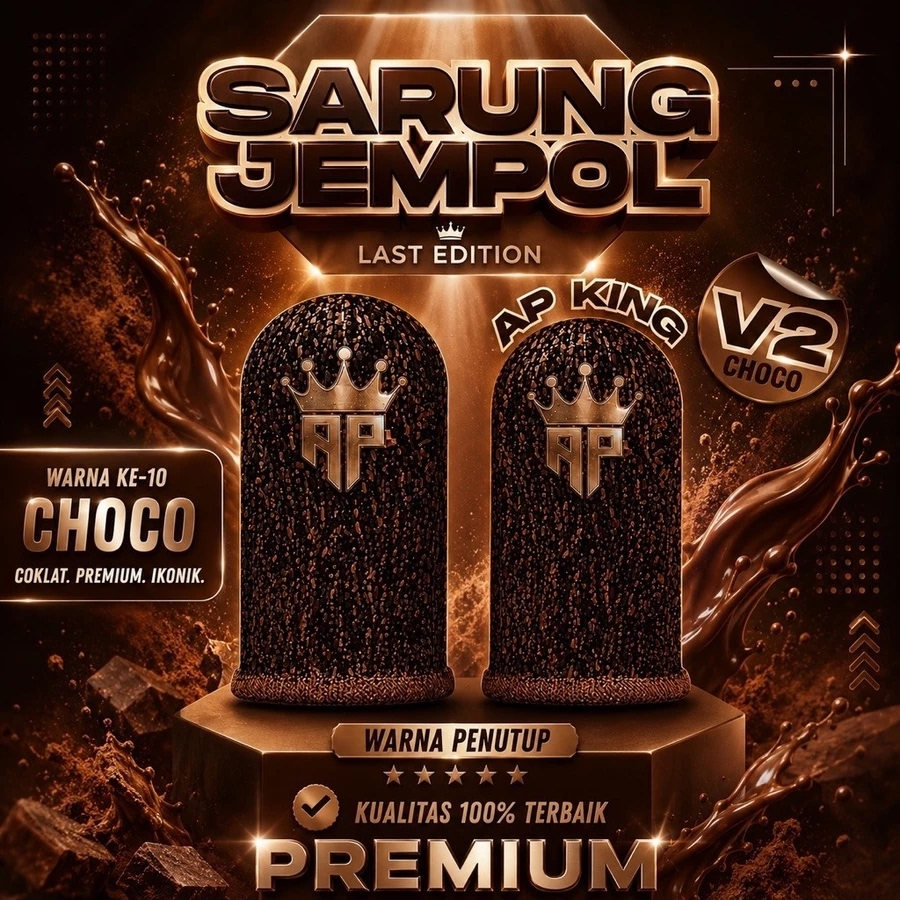 SARUNG
JEMPOL
LAST EDITION
AP KING
V2
CHOCO
AP
AP
WARNA KE-10
CHOCO
COKLAT. PREMIUM. IKONIK.
WARNA PENUTUP
KUALITAS 100% TERBAIK
PREMIUM